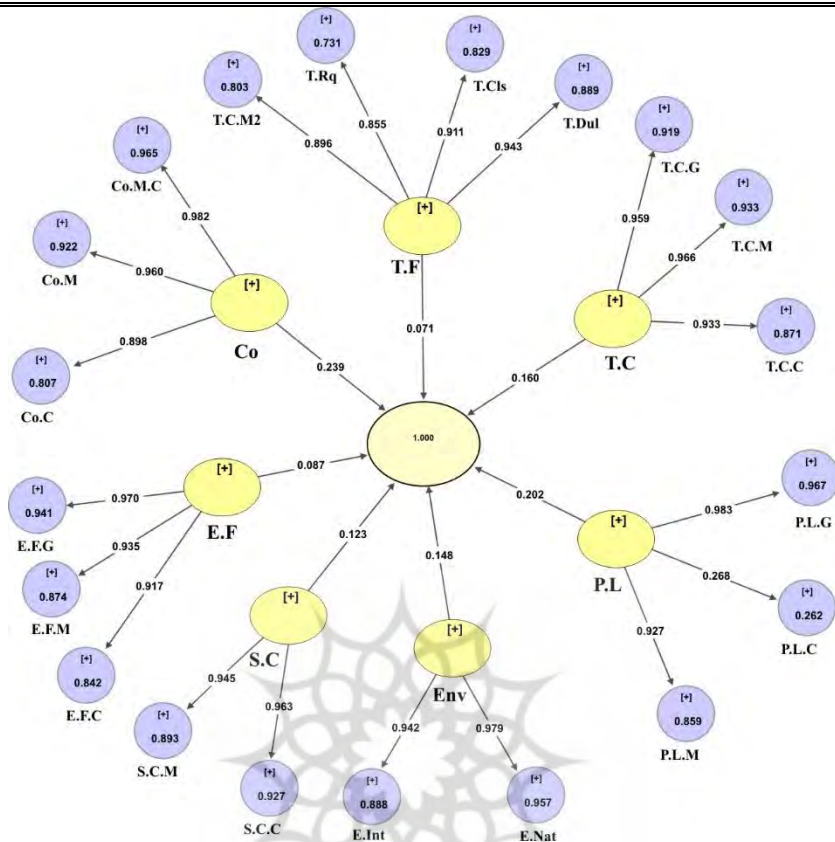 [+]
0.731
T.Rq
[+]
0.829
T.Cls
[+]
0.803
T.C.M2
[+]
0.889
T.Dul
0.855
0.911
0.896
0.943
[+]
T.F
0.071
[+]
0.965
Co.M.C
[+]
0.922
Co.M
[+]
0.807
Co.C
0.982
0.960
0.898
[+]
Co
0.239
[+]
0.919
T.C.G
[+]
0.933
T.C.M
[+]
0.871
T.C.C
0.959
0.966
0.933
[+]
T.C
0.160
1.000
[+]
E.F
0.087
0.970
0.935
0.917
[+]
0.941
E.F.G
[+]
0.874
E.F.M
[+]
0.842
E.F.C
[+]
P.L
0.202
0.983
0.268
0.927
[+]
0.967
P.L.G
[+]
0.262
P.L.C
[+]
0.859
P.L.M
[+]
S.C
0.123
0.945
0.963
[+]
0.893
S.C.M
[+]
0.927
S.C.C
[+]
Env
0.148
0.942
0.979
[+]
0.888
E.Int
[+]
0.957
E.Nat